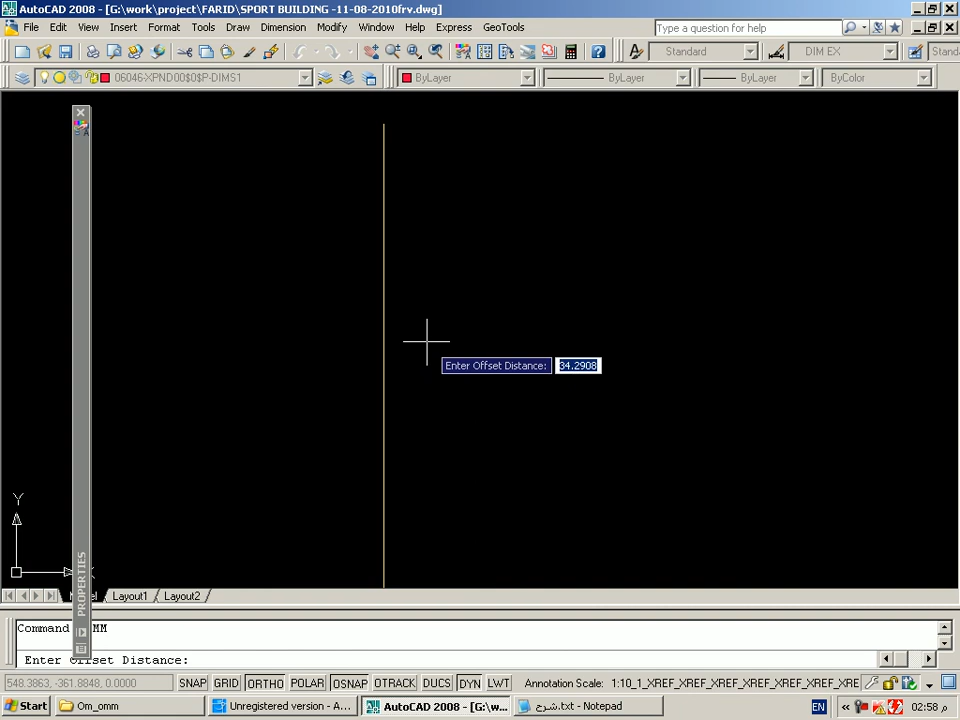 AutoCAD 2008 - [G:\work\project\FARID\SPORT BUILDING -11-08-2010frv.dwg]
File Edit View Insert Format Tools Draw Dimension Modify Window Help Express GeoTools
Type a question for help
Standard DIM EX Stand
06046-XPND00$0$P-DIMS1 ByLayer ByLayer ByLayer ByColor
Enter Offset Distance: 34.2908
Y
PROPERTIES
Layout1 Layout2
Command MM
Enter Offset Distance:
548.3863, -361.8848, 0.0000 SNAP GRID ORTHO POLAR OSNAP OTRACK DUCS DYN LWT Annotation Scale: 1:10_1_XREF_XREF_XREF_XREF_XREF_XREF_XRE
Start Om_omm Unregistered version - A... AutoCAD 2008 - [G:\w... شرح.txt - Notepad EN « 02:58 م